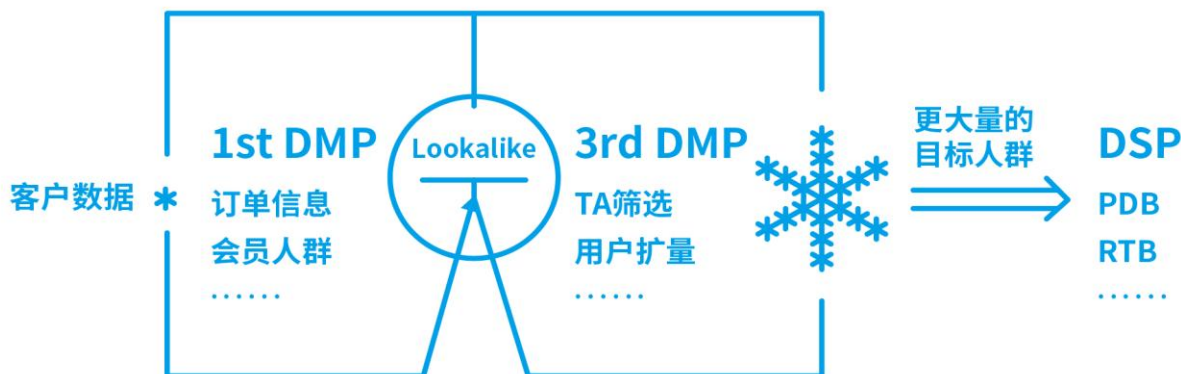 客户数据
1st DMP
订单信息
会员人群
......
Lookalike
3rd DMP
TA筛选
用户扩量
......
更大量的
目标人群
DSP
PDB
RTB
......